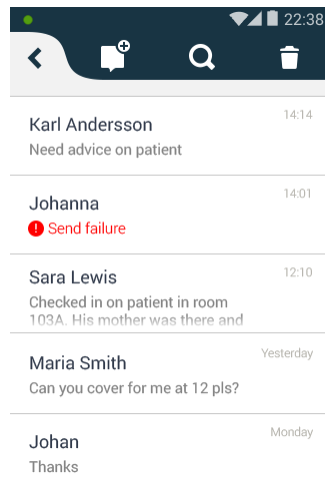 22:38
Karl Andersson
14:14
Need advice on patient
Johanna
14:01
Send failure
Sara Lewis
12:10
Checked in on patient in room
103A. His mother was there and
Maria Smith
Yesterday
Can you cover for me at 12 pls?
Johan
Monday
Thanks